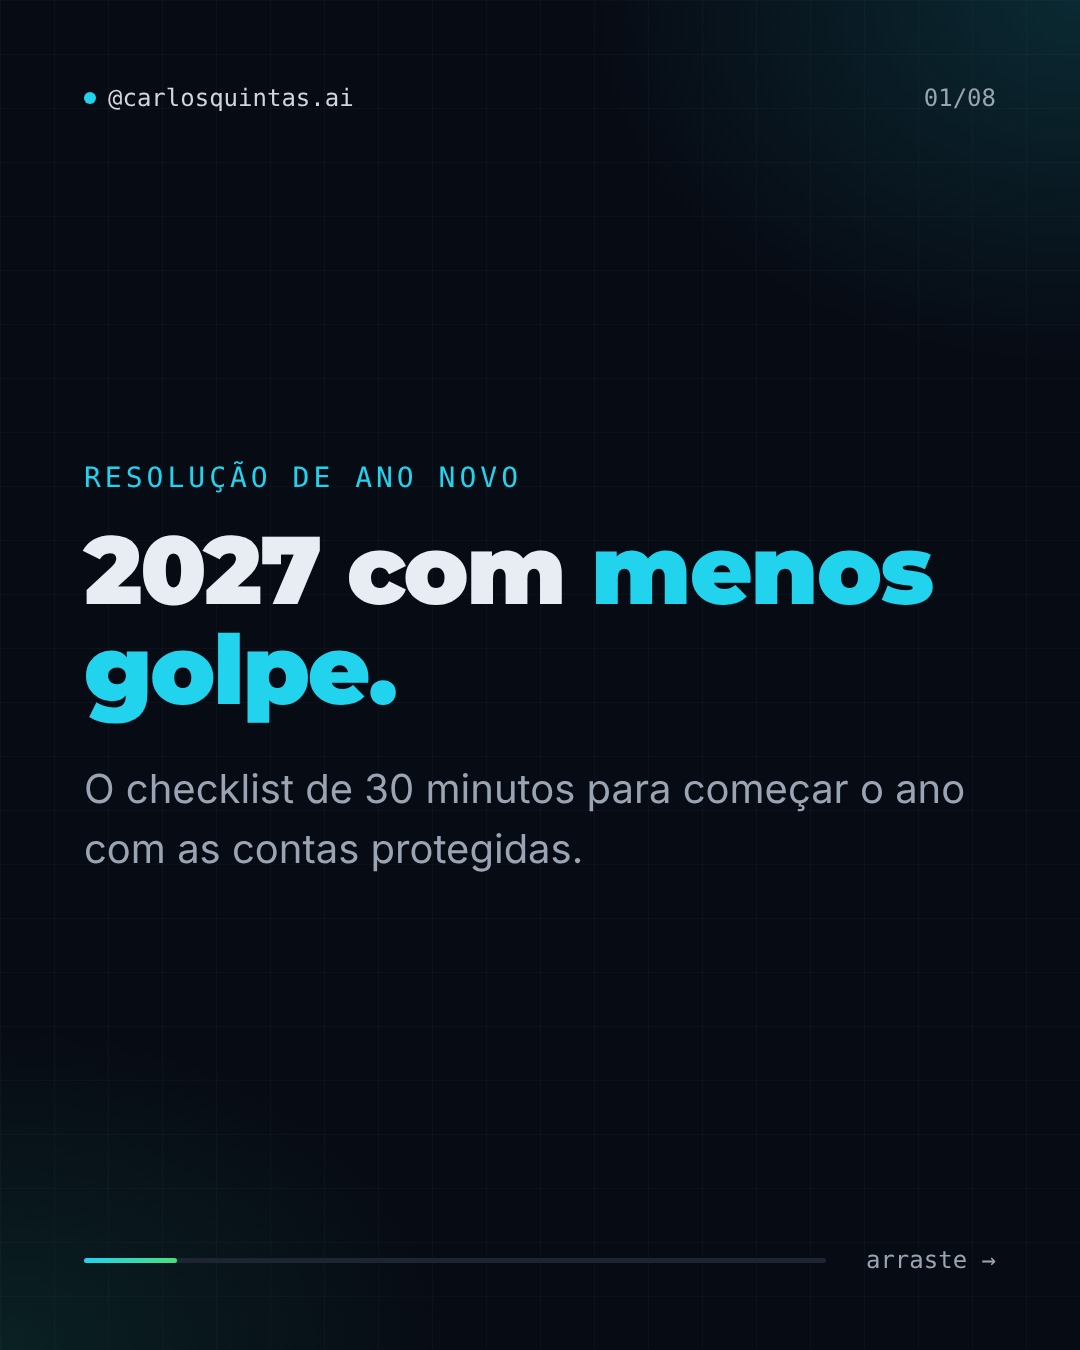 @carlosquintas.ai
01/08
RESOLUÇÃO DE ANO NOVO
2027 com menos
golpe.
O checklist de 30 minutos para começar o ano
com as contas protegidas.
arraste →